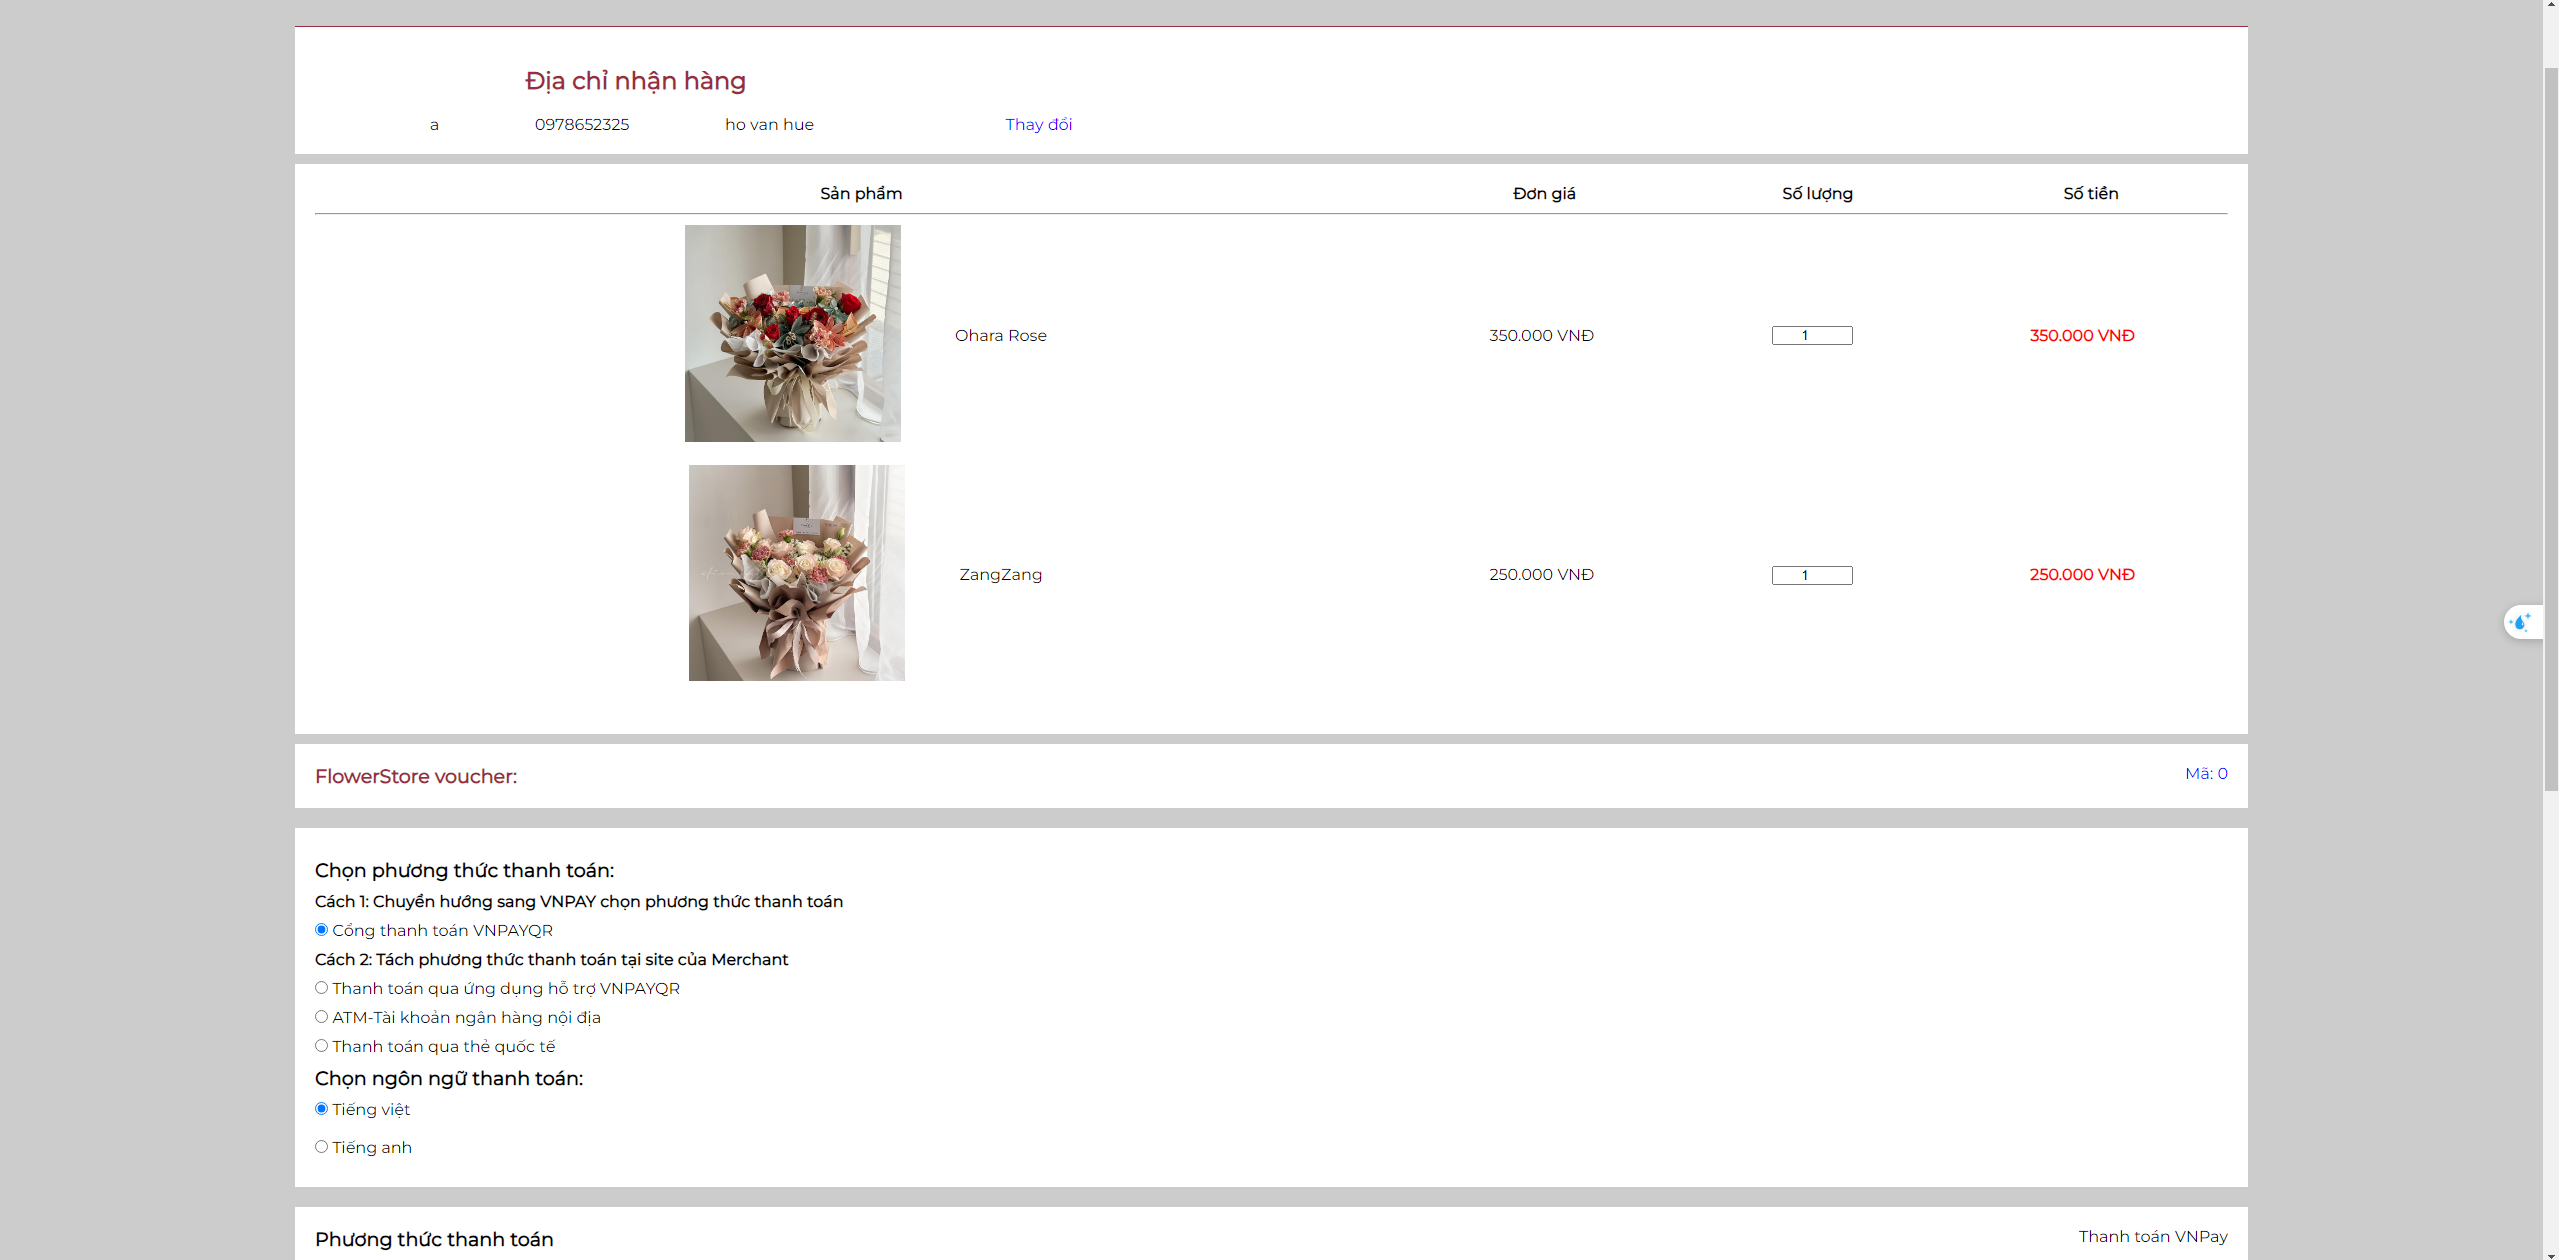 Địa chỉ nhận hàng
a 0978652325 ho van hue Thay đổi
Sản phẩm Đơn giá Số lượng Số tiền
Ohara Rose 350.000 VNĐ 1 350.000 VNĐ
ZangZang 250.000 VNĐ 1 250.000 VNĐ
FlowerStore voucher: Mã: 0
Chọn phương thức thanh toán:
Cách 1: Chuyển hướng sang VNPAY chọn phương thức thanh toán
Cổng thanh toán VNPAYQR
Cách 2: Tách phương thức thanh toán tại site của Merchant
Thanh toán qua ứng dụng hỗ trợ VNPAYQR
ATM-Tài khoản ngân hàng nội địa
Thanh toán qua thẻ quốc tế
Chọn ngôn ngữ thanh toán:
Tiếng việt
Tiếng anh
Phương thức thanh toán Thanh toán VNPay